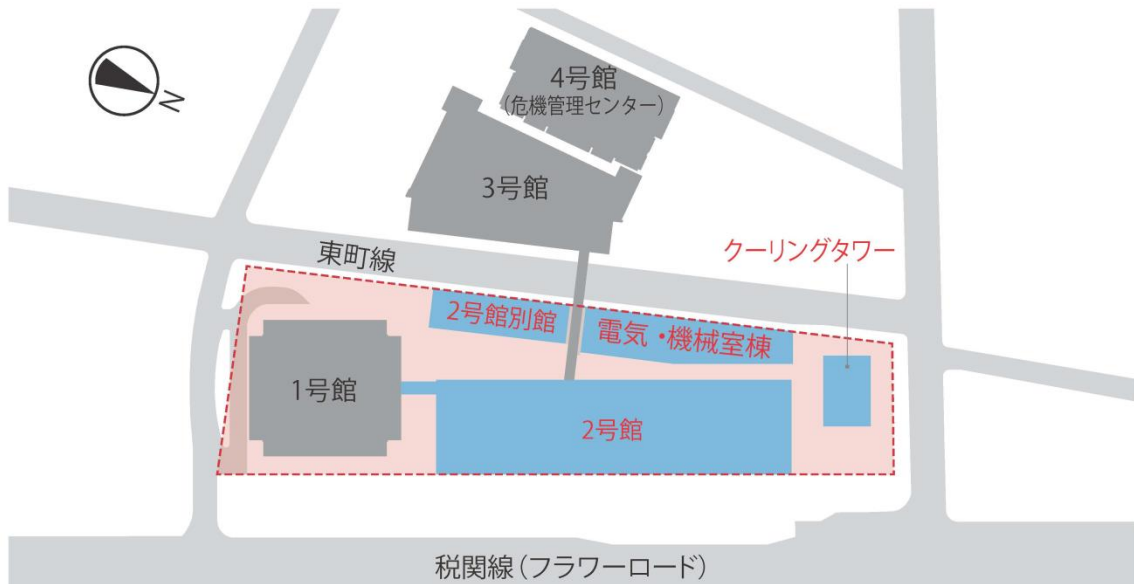 N
4号館
(危機管理センター)
3号館
クーリングタワー
東町線
2号館別館
電気・機械室棟
1号館
2号館
税関線(フラワーロード)